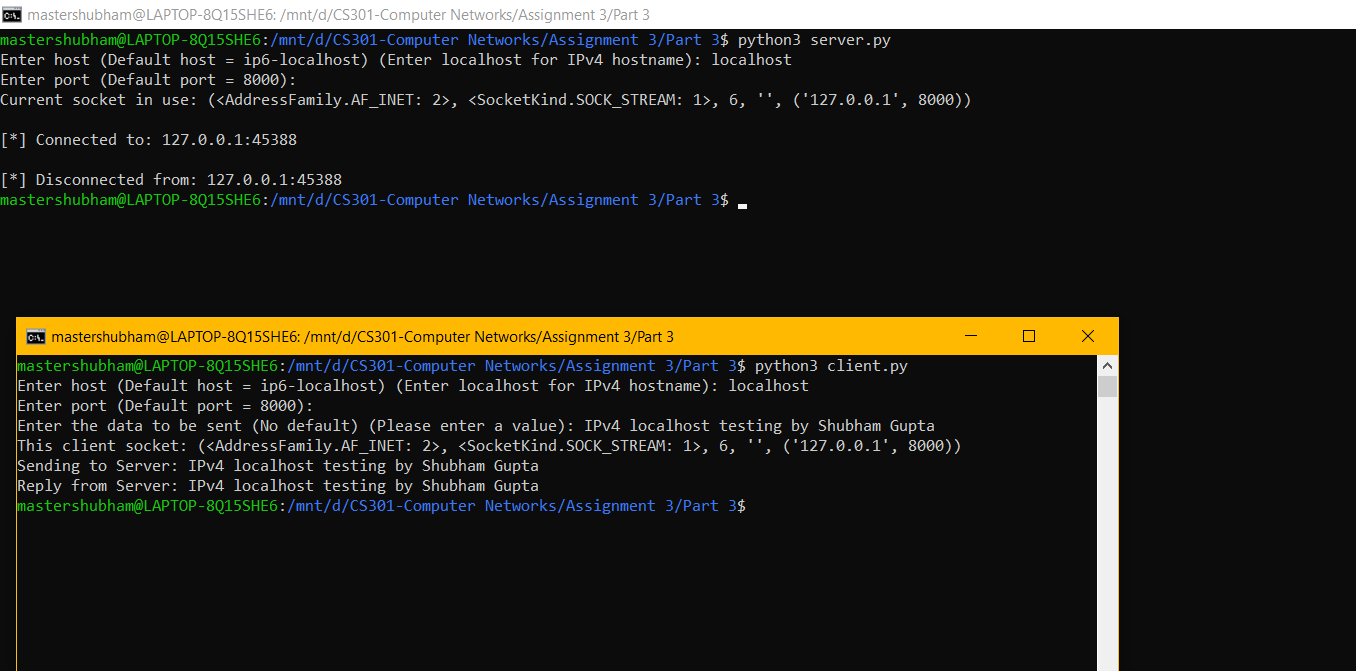 mastershubham@LAPTOP-8Q15SHE6: /mnt/d/CS301-Computer Networks/Assignment 3/Part 3
mastershubham@LAPTOP-8Q15SHE6:/mnt/d/CS301-Computer Networks/Assignment 3/Part 3$ python3 server.py
Enter host (Default host = ip6-localhost) (Enter localhost for IPv4 hostname): localhost
Enter port (Default port = 8000):
Current socket in use: (<AddressFamily.AF_INET: 2>, <SocketKind.SOCK_STREAM: 1>, 6, '', ('127.0.0.1', 8000))
[*] Connected to: 127.0.0.1:45388
[*] Disconnected from: 127.0.0.1:45388
mastershubham@LAPTOP-8Q15SHE6:/mnt/d/CS301-Computer Networks/Assignment 3/Part 3$
mastershubham@LAPTOP-8Q15SHE6: /mnt/d/CS301-Computer Networks/Assignment 3/Part 3
mastershubham@LAPTOP-8Q15SHE6:/mnt/d/CS301-Computer Networks/Assignment 3/Part 3$ python3 client.py
Enter host (Default host = ip6-localhost) (Enter localhost for IPv4 hostname): localhost
Enter port (Default port = 8000):
Enter the data to be sent (No default) (Please enter a value): IPv4 localhost testing by Shubham Gupta
This client socket: (<AddressFamily.AF_INET: 2>, <SocketKind.SOCK_STREAM: 1>, 6, '', ('127.0.0.1', 8000))
Sending to Server: IPv4 localhost testing by Shubham Gupta
Reply from Server: IPv4 localhost testing by Shubham Gupta
mastershubham@LAPTOP-8Q15SHE6:/mnt/d/CS301-Computer Networks/Assignment 3/Part 3$